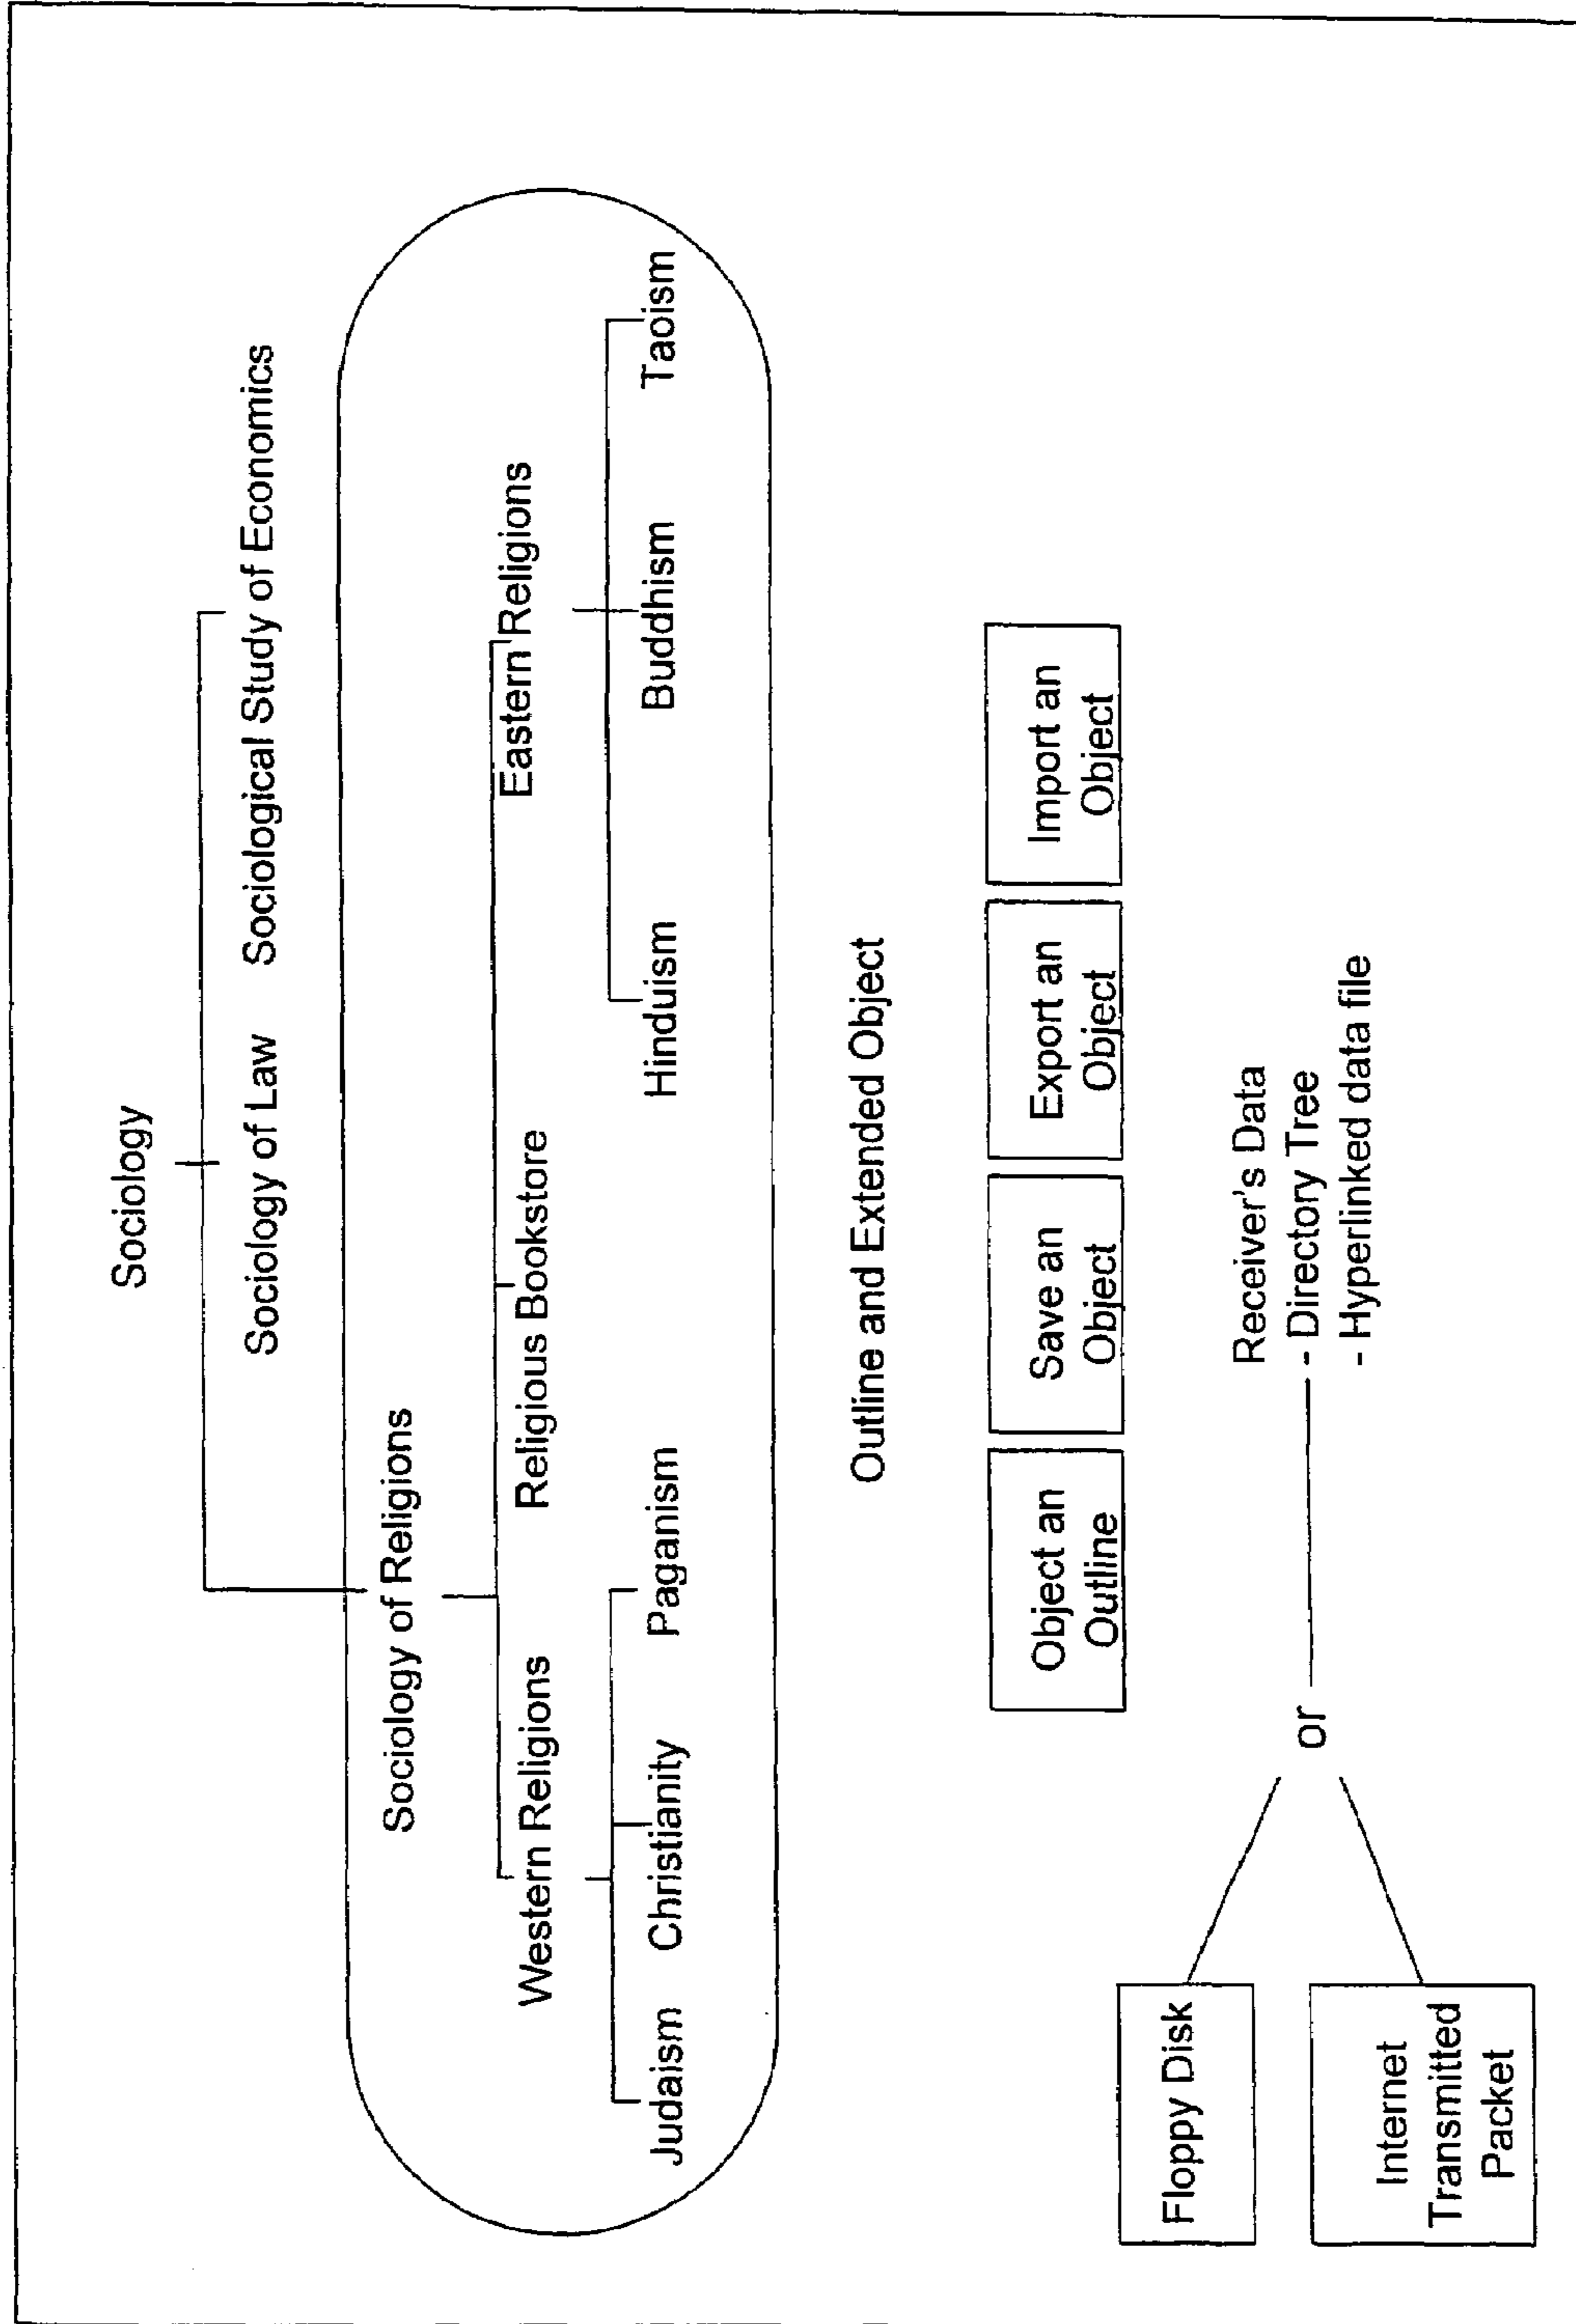 Sociology
Sociology of Law Sociological Study of Economics
Sociology of Religions
Western Religions Religious Bookstore Eastern Religions
Judaism Christianity Paganism Hinduism Buddhism Taoism
Outline and Extended Object
Object an
Outline
Save an
Object
Export an
Object
Import an
Object
Floppy Disk
Internet
Transmitted
Packet
or
Receiver's Data
- Directory Tree
- Hyperlinked data file